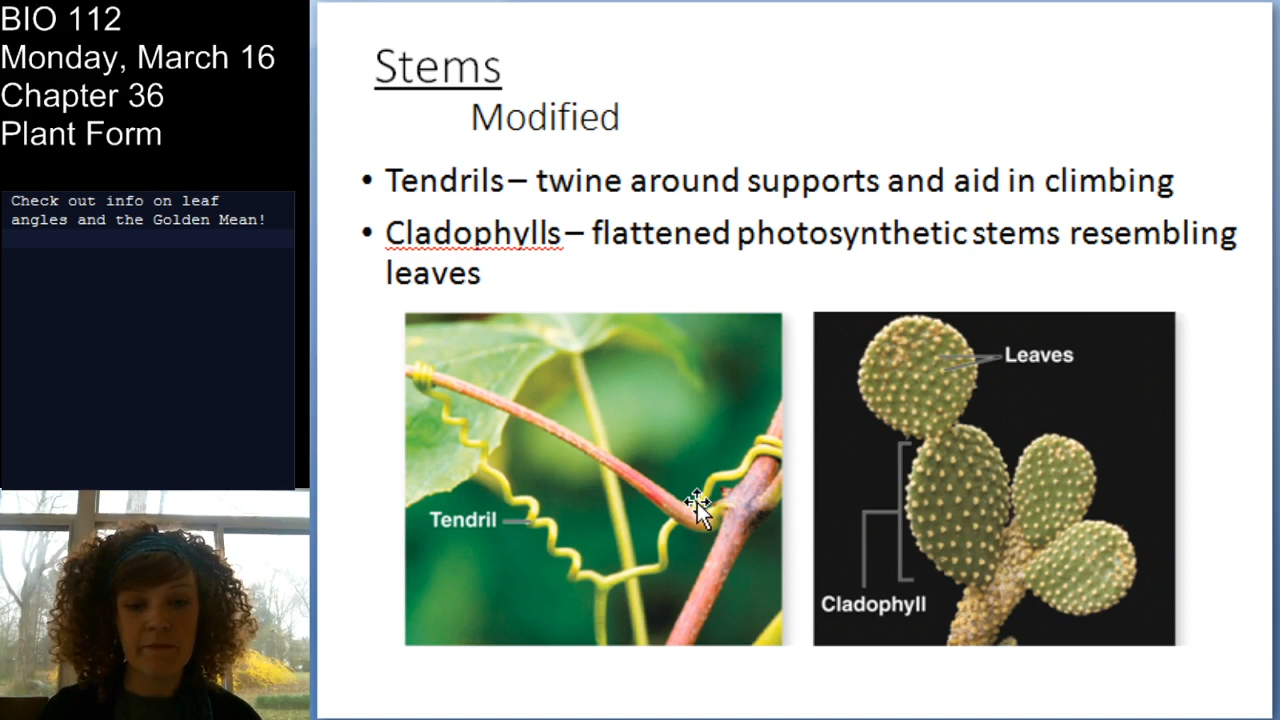 BIO 112
Monday, March 16
Chapter 36
Plant Form
Check out info on leaf
angles and the Golden Mean!
Stems
Modified
• Tendrils – twine around supports and aid in climbing
• Cladophylls – flattened photosynthetic stems resembling
leaves
Tendril
Leaves
Cladophyll